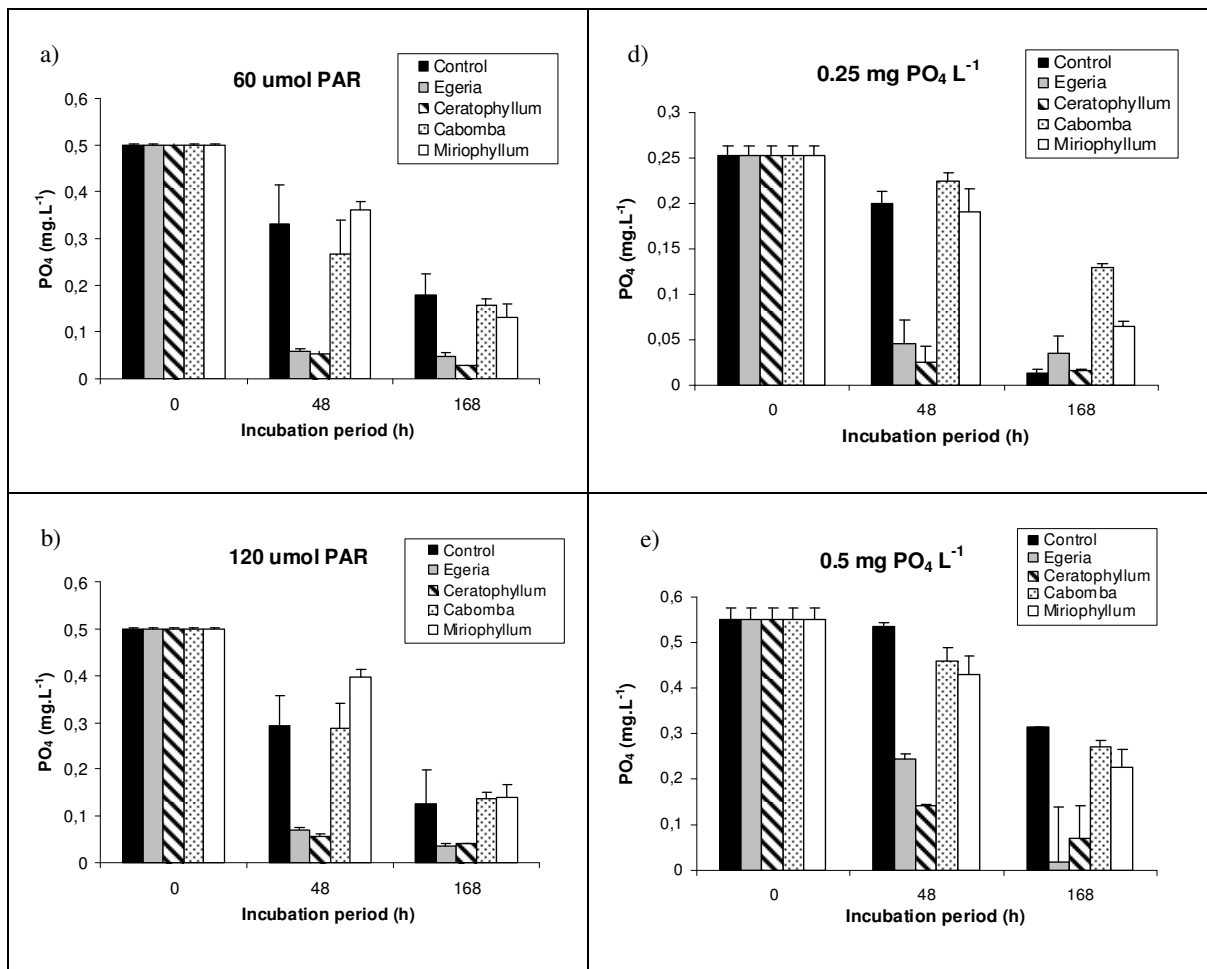 a)
60 umol PAR
Control
Egeria
Ceratophyllum
Cabomba
Miriophyllum
PO₄ (mg.L⁻¹)
0,6
0,5
0,4
0,3
0,2
0,1
0
0 48 168
Incubation period (h)
d)
0.25 mg PO₄ L⁻¹
Control
Egeria
Ceratophyllum
Cabomba
Miriophyllum
PO₄ (mg.L⁻¹)
0,3
0,25
0,2
0,15
0,1
0,05
0
0 48 168
Incubation period (h)
b)
120 umol PAR
Control
Egeria
Ceratophyllum
Cabomba
Miriophyllum
PO₄ (mg.L⁻¹)
0,6
0,5
0,4
0,3
0,2
0,1
0
0 48 168
Incubation period (h)
e)
0.5 mg PO₄ L⁻¹
Control
Egeria
Ceratophyllum
Cabomba
Miriophyllum
PO₄ (mg.L⁻¹)
0,6
0,5
0,4
0,3
0,2
0,1
0
0 48 168
Incubation period (h)